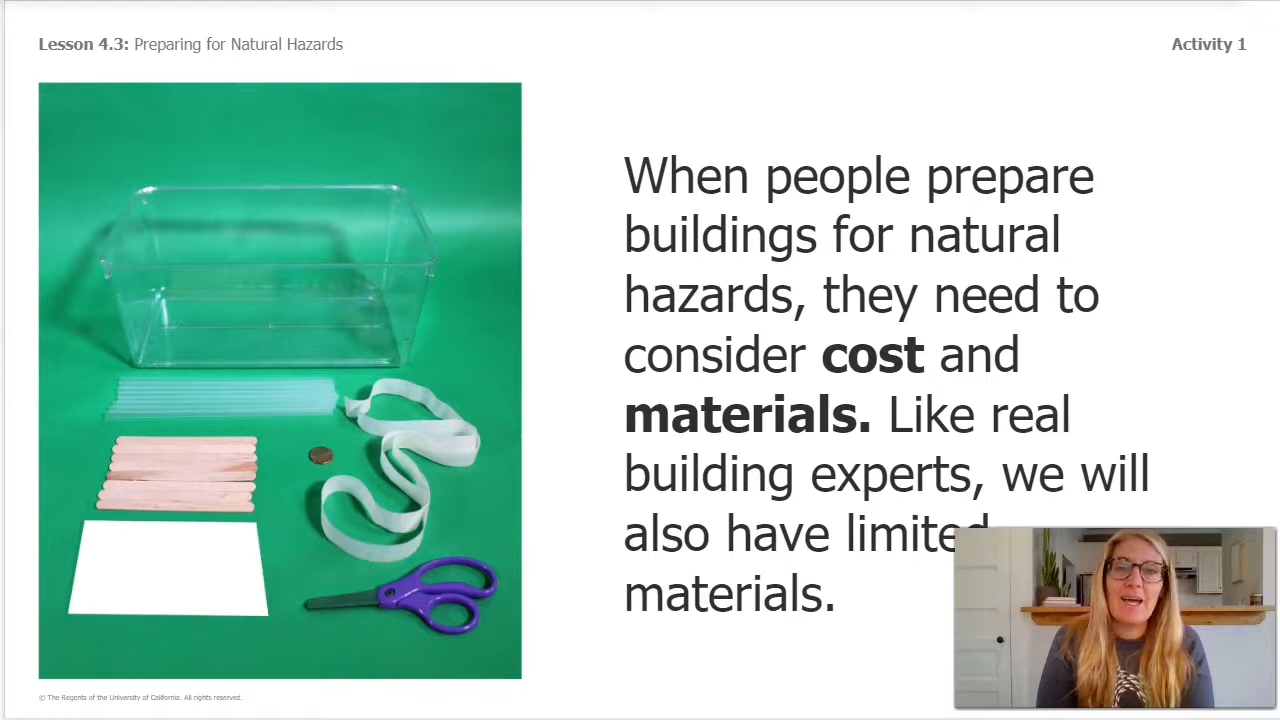 Lesson 4.3: Preparing for Natural Hazards
Activity 1
When people prepare
buildings for natural
hazards, they need to
consider cost and
materials. Like real
building experts, we will
also have limited
materials.
© The Regents of the University of California. All rights reserved.